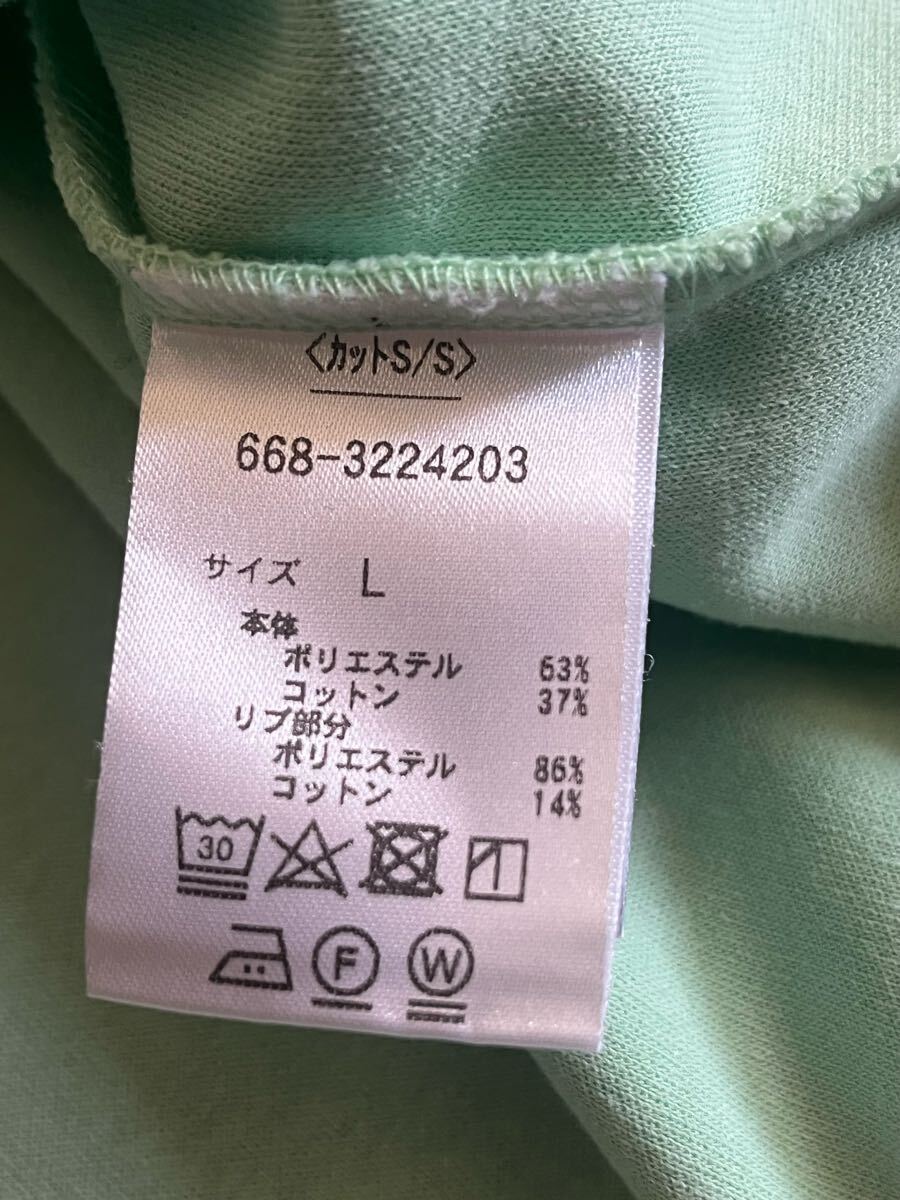 〈カットS/S〉
668-3224203
サイズ L
本体
ポリエステル 63%
コットン 37%
リブ部分
ポリエステル 86%
コットン 14%
30
F W